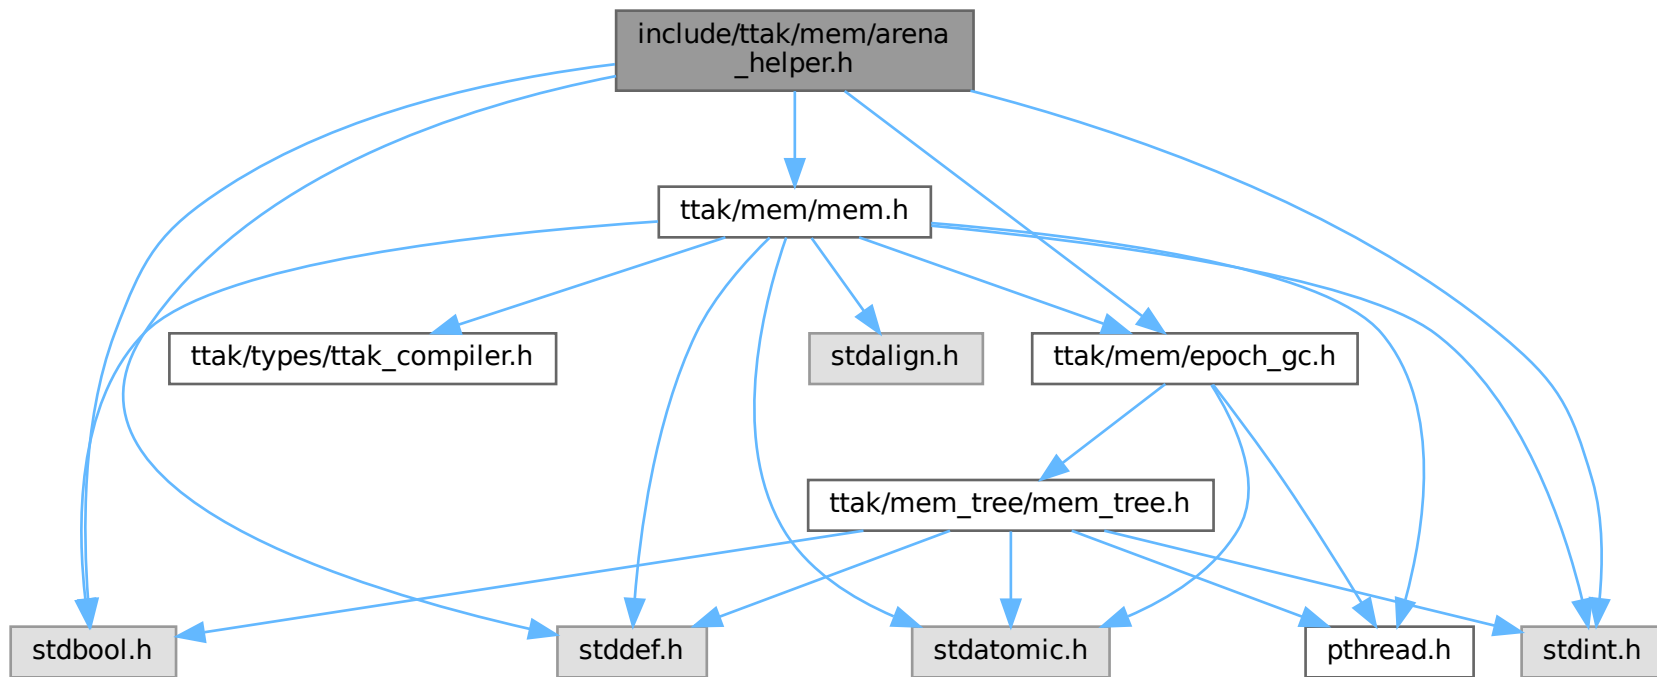 include/ttak/mem/arena
_helper.h
ttak/mem/mem.h
ttak/types/ttak_compiler.h
stdalign.h
ttak/mem/epoch_gc.h
ttak/mem_tree/mem_tree.h
stdbool.h
stddef.h
stdatomic.h
pthread.h
stdint.h